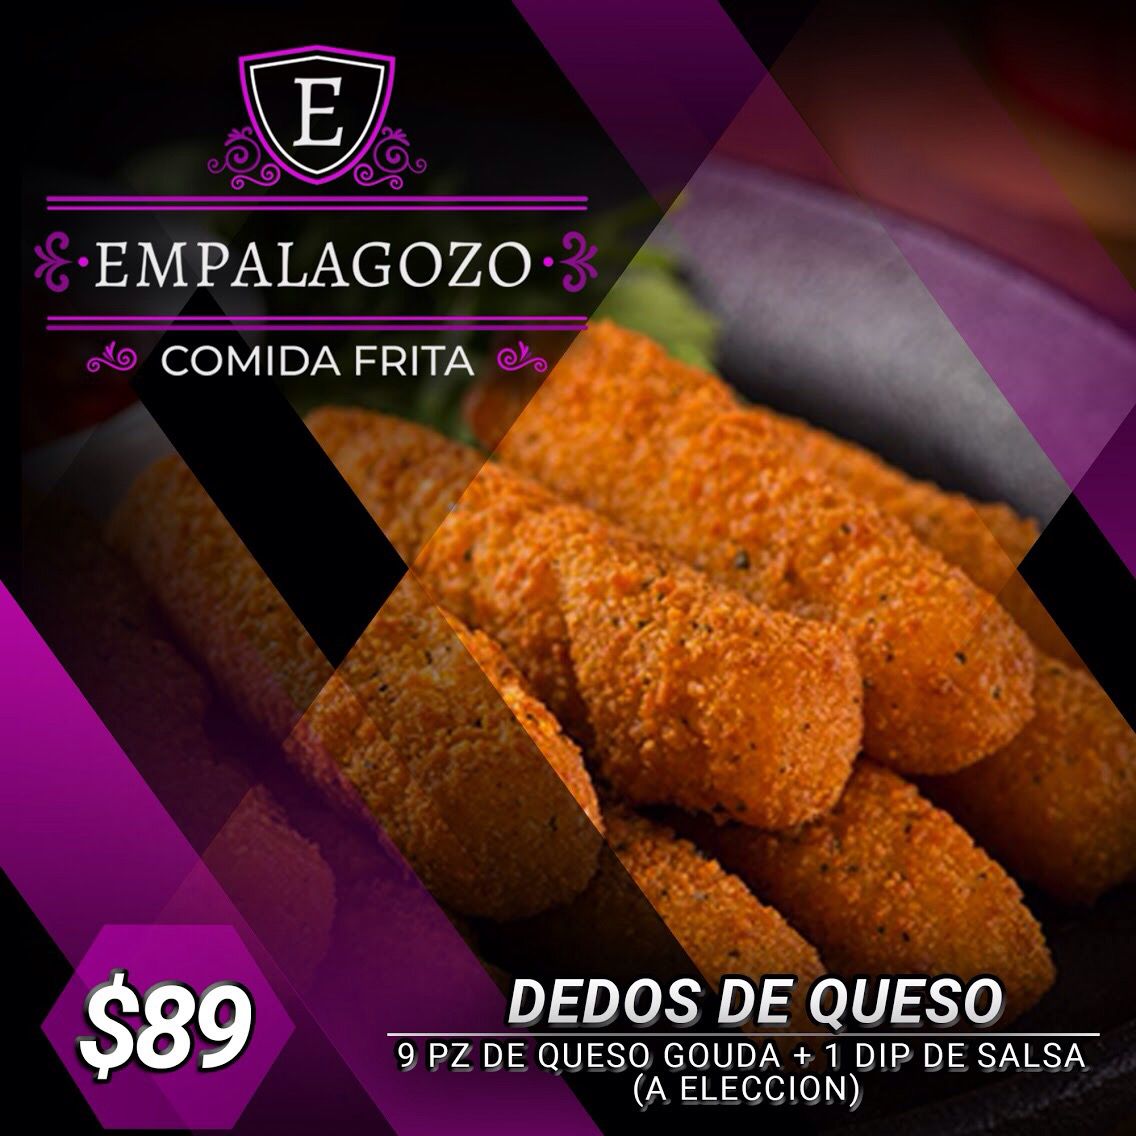 E
EMPALAGOZO
COMIDA FRITA
$89
DEDOS DE QUESO
9 PZ DE QUESO GOUDA + 1 DIP DE SALSA
(A ELECCION)